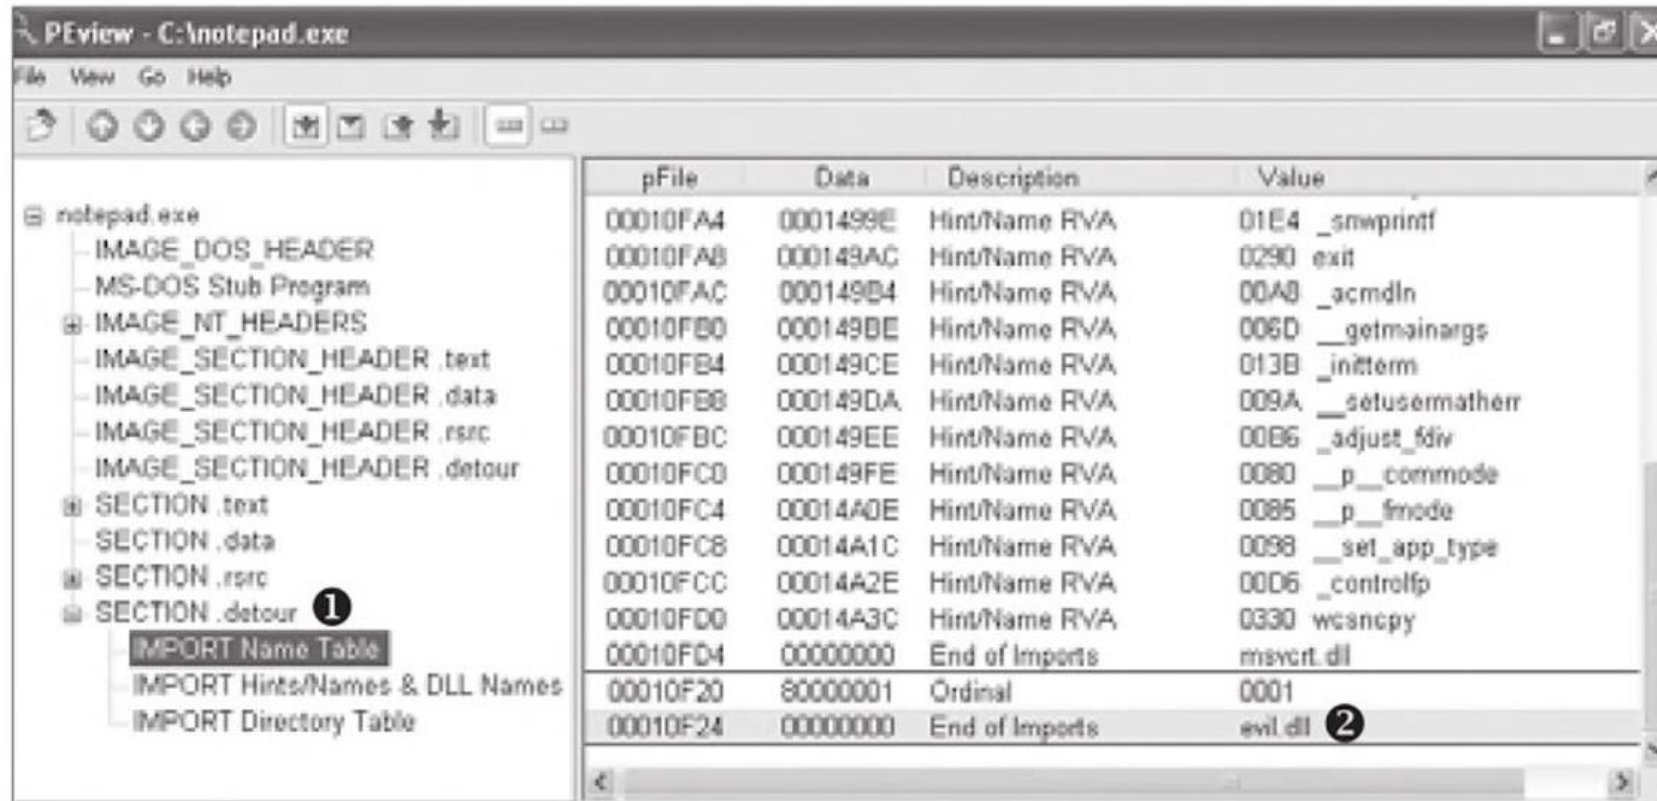 PEview - C:\notepad.exe
File View Go Help
pFile Data Description Value
notepad.exe
IMAGE_DOS_HEADER
MS-DOS Stub Program
IMAGE_NT_HEADERS
IMAGE_SECTION_HEADER .text
IMAGE_SECTION_HEADER .data
IMAGE_SECTION_HEADER .rsrc
IMAGE_SECTION_HEADER .detour
SECTION .text
SECTION .data
SECTION .rsrc
SECTION .detour ❶
IMPORT Name Table
IMPORT Hints/Names & DLL Names
IMPORT Directory Table
00010FA4 0001499E Hint/Name RVA 01E4 _snwprintf
00010FA8 000149AC Hint/Name RVA 0290 exit
00010FAC 000149B4 Hint/Name RVA 00A8 _acmdln
00010FB0 000149BE Hint/Name RVA 006D __getmainargs
00010FB4 000149CE Hint/Name RVA 013B _initterm
00010FB8 000149DA Hint/Name RVA 009A __setusermatherr
00010FBC 000149EE Hint/Name RVA 00B6 _adjust_fdiv
00010FC0 000149FE Hint/Name RVA 0080 __p__commode
00010FC4 00014A0E Hint/Name RVA 0085 __p__fmode
00010FC8 00014A1C Hint/Name RVA 0098 __set_app_type
00010FCC 00014A2E Hint/Name RVA 00D6 _controlfp
00010FD0 00014A3C Hint/Name RVA 0330 wcsncpy
00010FD4 00000000 End of Imports msvcrt.dll
00010F20 80000001 Ordinal 0001
00010F24 00000000 End of Imports evil.dll ❷